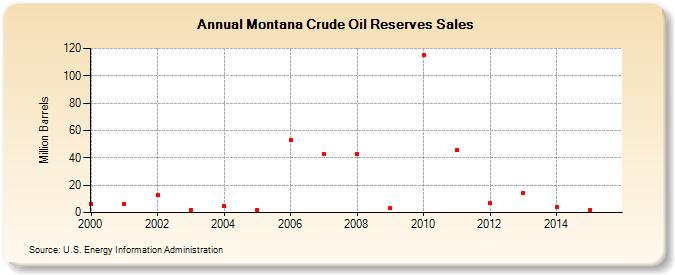 Annual Montana Crude Oil Reserves Sales
Million Barrels
120
100
80
60
40
20
0
2000 2002 2004 2006 2008 2010 2012 2014
Source: U.S. Energy Information Administration